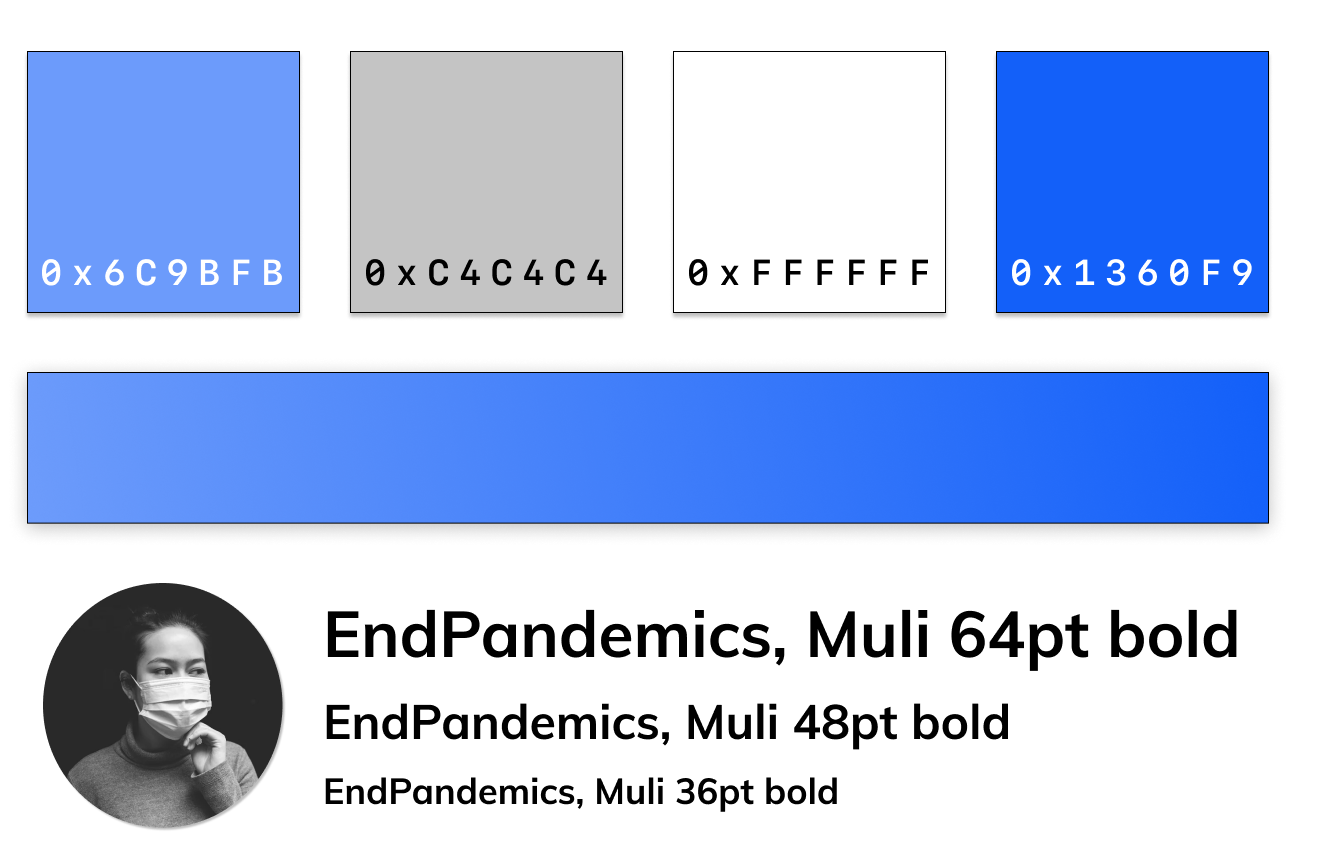 0x6C9BFB
0xC4C4C4
0xFFFFFF
0x1360F9
EndPandemics, Muli 64pt bold
EndPandemics, Muli 48pt bold
EndPandemics, Muli 36pt bold